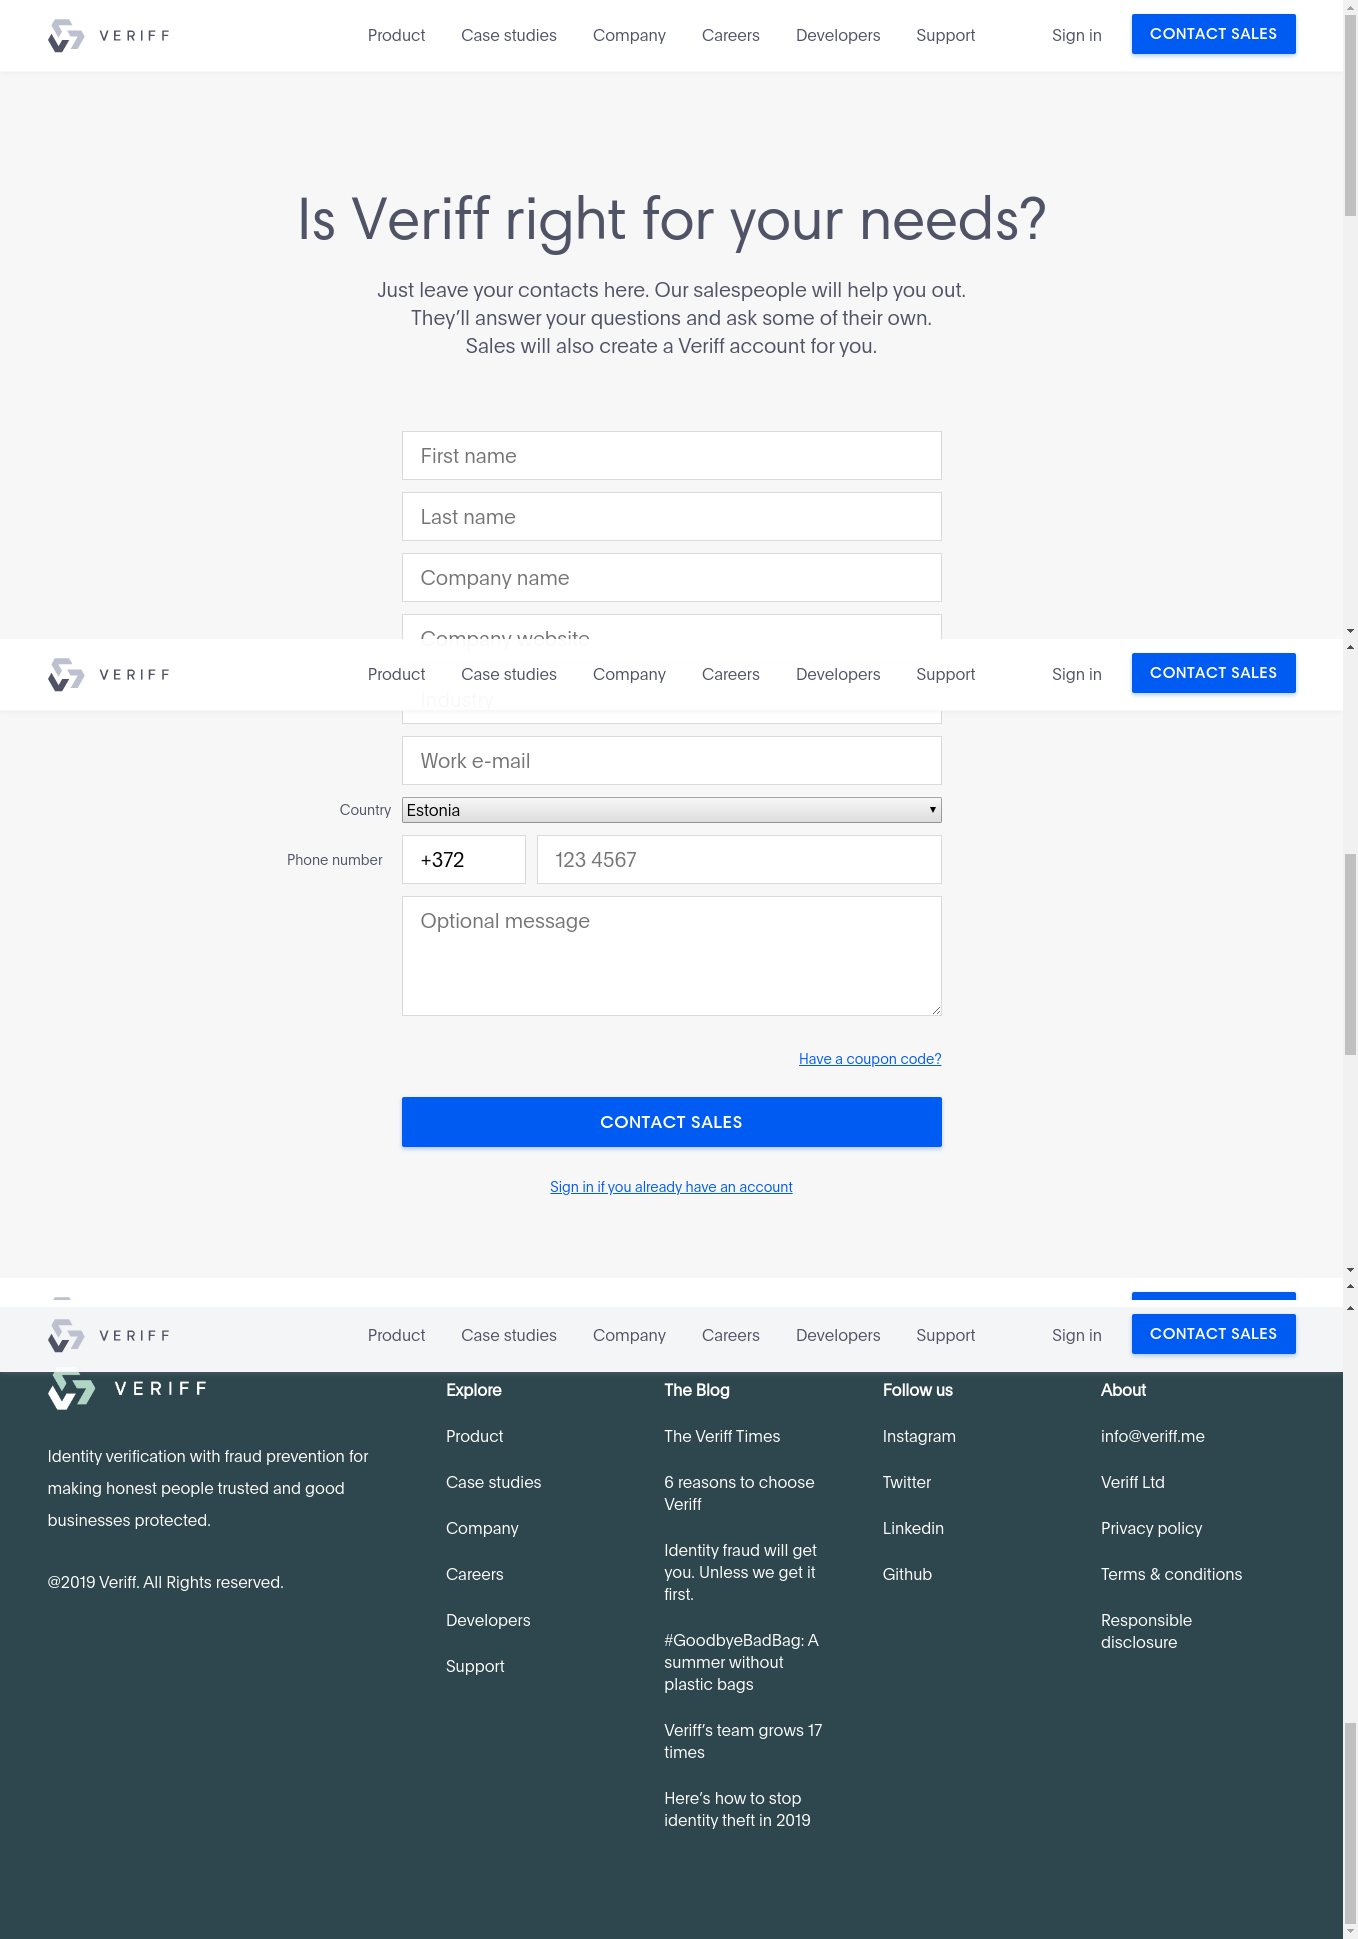 VERIFF
Product Case studies Company Careers Developers Support Sign in CONTACT SALES
Is Veriff right for your needs?
Just leave your contacts here. Our salespeople will help you out.
They’ll answer your questions and ask some of their own.
Sales will also create a Veriff account for you.
First name
Last name
Company name
Company website
VERIFF
Product Case studies Company Careers Developers Support Sign in CONTACT SALES
Industry
Work e-mail
Country Estonia
Phone number +372 123 4567
Optional message
Have a coupon code?
CONTACT SALES
Sign in if you already have an account
VERIFF
Product Case studies Company Careers Developers Support Sign in CONTACT SALES
VERIFF
Identity verification with fraud prevention for
making honest people trusted and good
businesses protected.
@2019 Veriff. All Rights reserved.
Explore
Product
Case studies
Company
Careers
Developers
Support
The Blog
The Veriff Times
6 reasons to choose
Veriff
Identity fraud will get
you. Unless we get it
first.
#GoodbyeBadBag: A
summer without
plastic bags
Veriff’s team grows 17
times
Here’s how to stop
identity theft in 2019
Follow us
Instagram
Twitter
Linkedin
Github
About
info@veriff.me
Veriff Ltd
Privacy policy
Terms & conditions
Responsible
disclosure